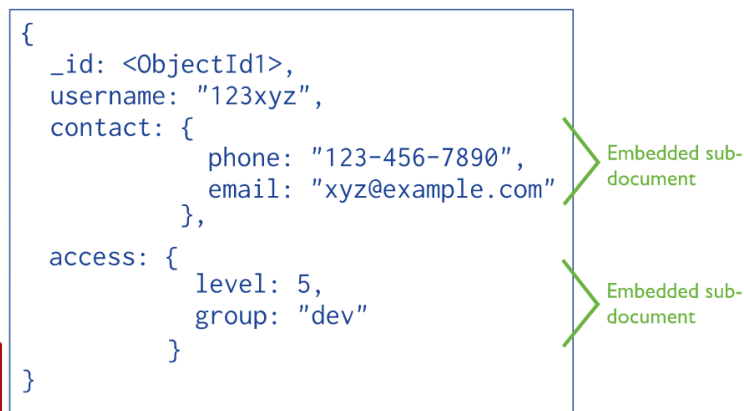 {
_id: <ObjectId1>,
username: "123xyz",
contact: {
phone: "123-456-7890",
email: "xyz@example.com"
},
Embedded sub-
document
access: {
level: 5,
group: "dev"
}
Embedded sub-
document
}